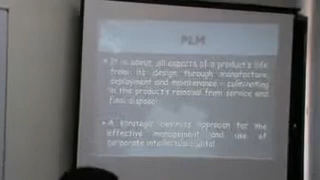 PLM
It is about all aspects of a product's life
from its design through manufacture,
deployment and maintenance – culminating
in the products removal from service and
final disposal
A strategic business approach for the
effective management and use of
corporate intellectual capital